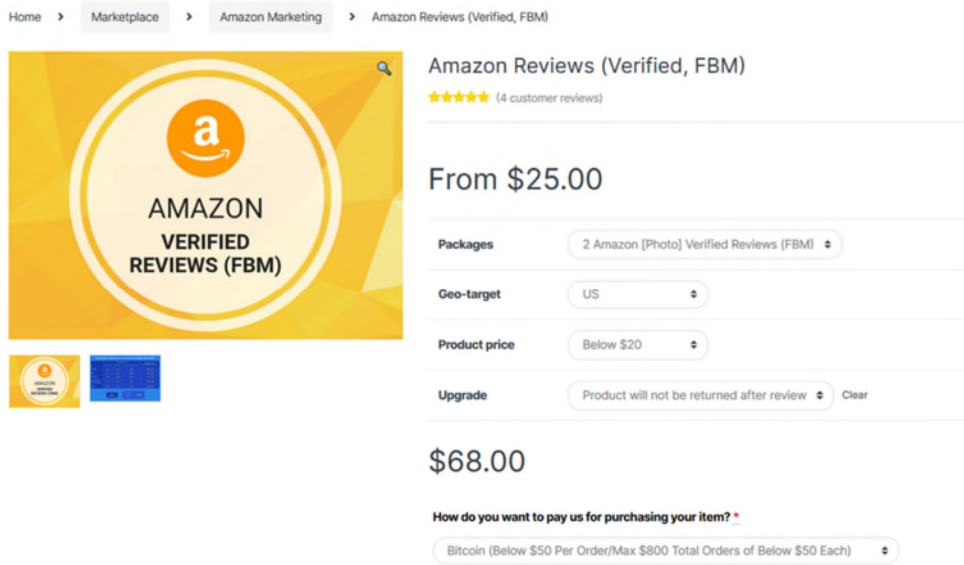 Home > Marketplace > Amazon Marketing > Amazon Reviews (Verified, FBM)
a
AMAZON
VERIFIED
REVIEWS (FBM)
Amazon Reviews (Verified, FBM)
(4 customer reviews)
From $25.00
Packages 2 Amazon [Photo] Verified Reviews (FBM)
Geo-target US
Product price Below $20
Upgrade Product will not be returned after review Clear
$68.00
How do you want to pay us for purchasing your item? *
Bitcoin (Below $50 Per Order/Max $800 Total Orders of Below $50 Each)